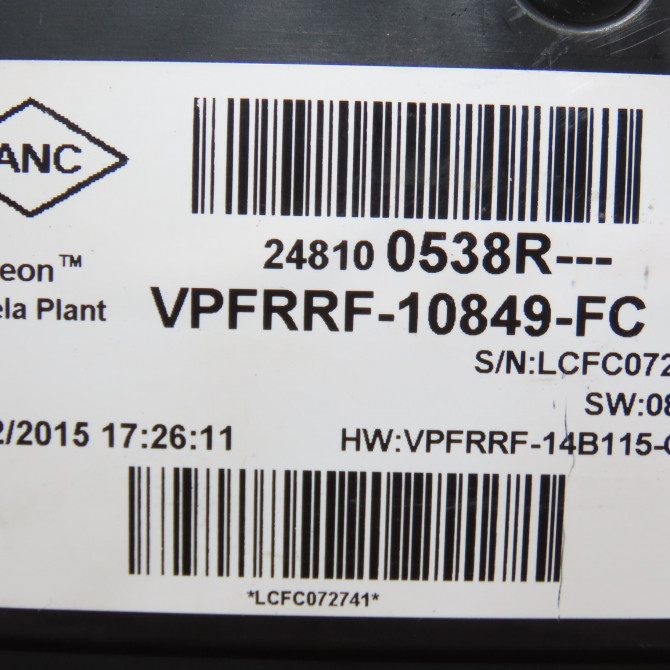 ANC
24810 0538R---
eon™
ela Plant
VPFRRF-10849-FC
S/N:LCFC072
SW:08
2/2015 17:26:11
HW:VPFRRF-14B115-
*LCFC072741*